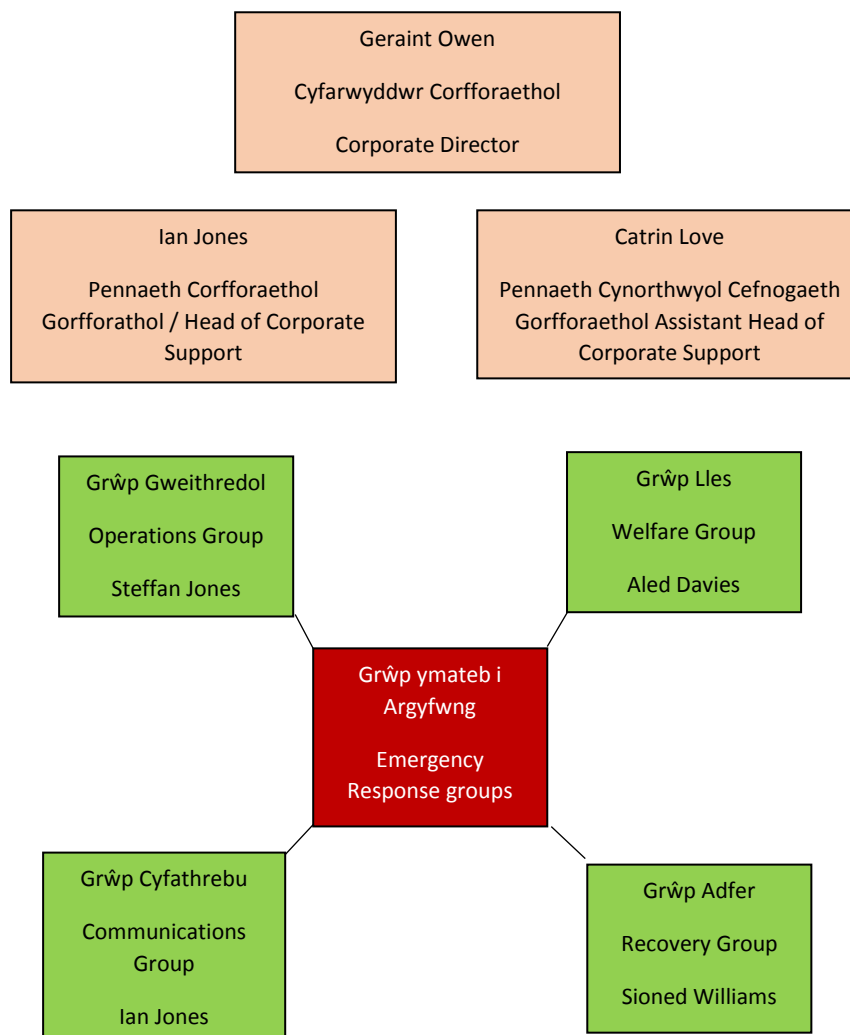 Geraint Owen
Cyfarwyddwr Corfforaethol
Corporate Director
Ian Jones
Pennaeth Corfforaethol
Gorfforathol / Head of Corporate
Support
Catrin Love
Pennaeth Cynorthwyol Cefnogaeth
Gorfforaethol Assistant Head of
Corporate Support
Grŵp Gweithredol
Operations Group
Steffan Jones
Grŵp Lles
Welfare Group
Aled Davies
Grŵp ymateb i
Argyfwng
Emergency
Response groups
Grŵp Cyfathrebu
Communications
Group
Ian Jones
Grŵp Adfer
Recovery Group
Sioned Williams